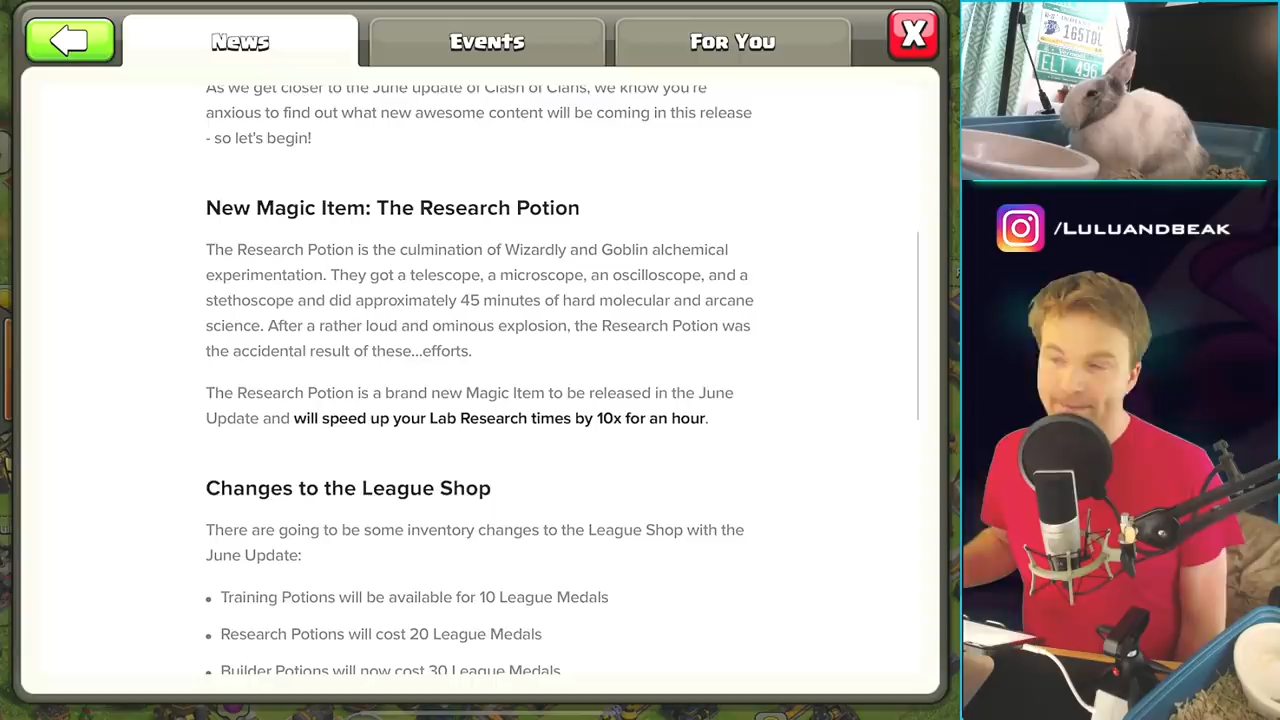 News
Events
For You
X
As we get closer to the June update of Clash of Clans, we know you're
anxious to find out what new awesome content will be coming in this release
- so let's begin!
New Magic Item: The Research Potion
The Research Potion is the culmination of Wizardly and Goblin alchemical
experimentation. They got a telescope, a microscope, an oscilloscope, and a
stethoscope and did approximately 45 minutes of hard molecular and arcane
science. After a rather loud and ominous explosion, the Research Potion was
the accidental result of these...efforts.
The Research Potion is a brand new Magic Item to be released in the June
Update and will speed up your Lab Research times by 10x for an hour.
Changes to the League Shop
There are going to be some inventory changes to the League Shop with the
June Update:
• Training Potions will be available for 10 League Medals
• Research Potions will cost 20 League Medals
• Builder Potions will now cost 30 League Medals
ELT 496
/LULUANDBEAK